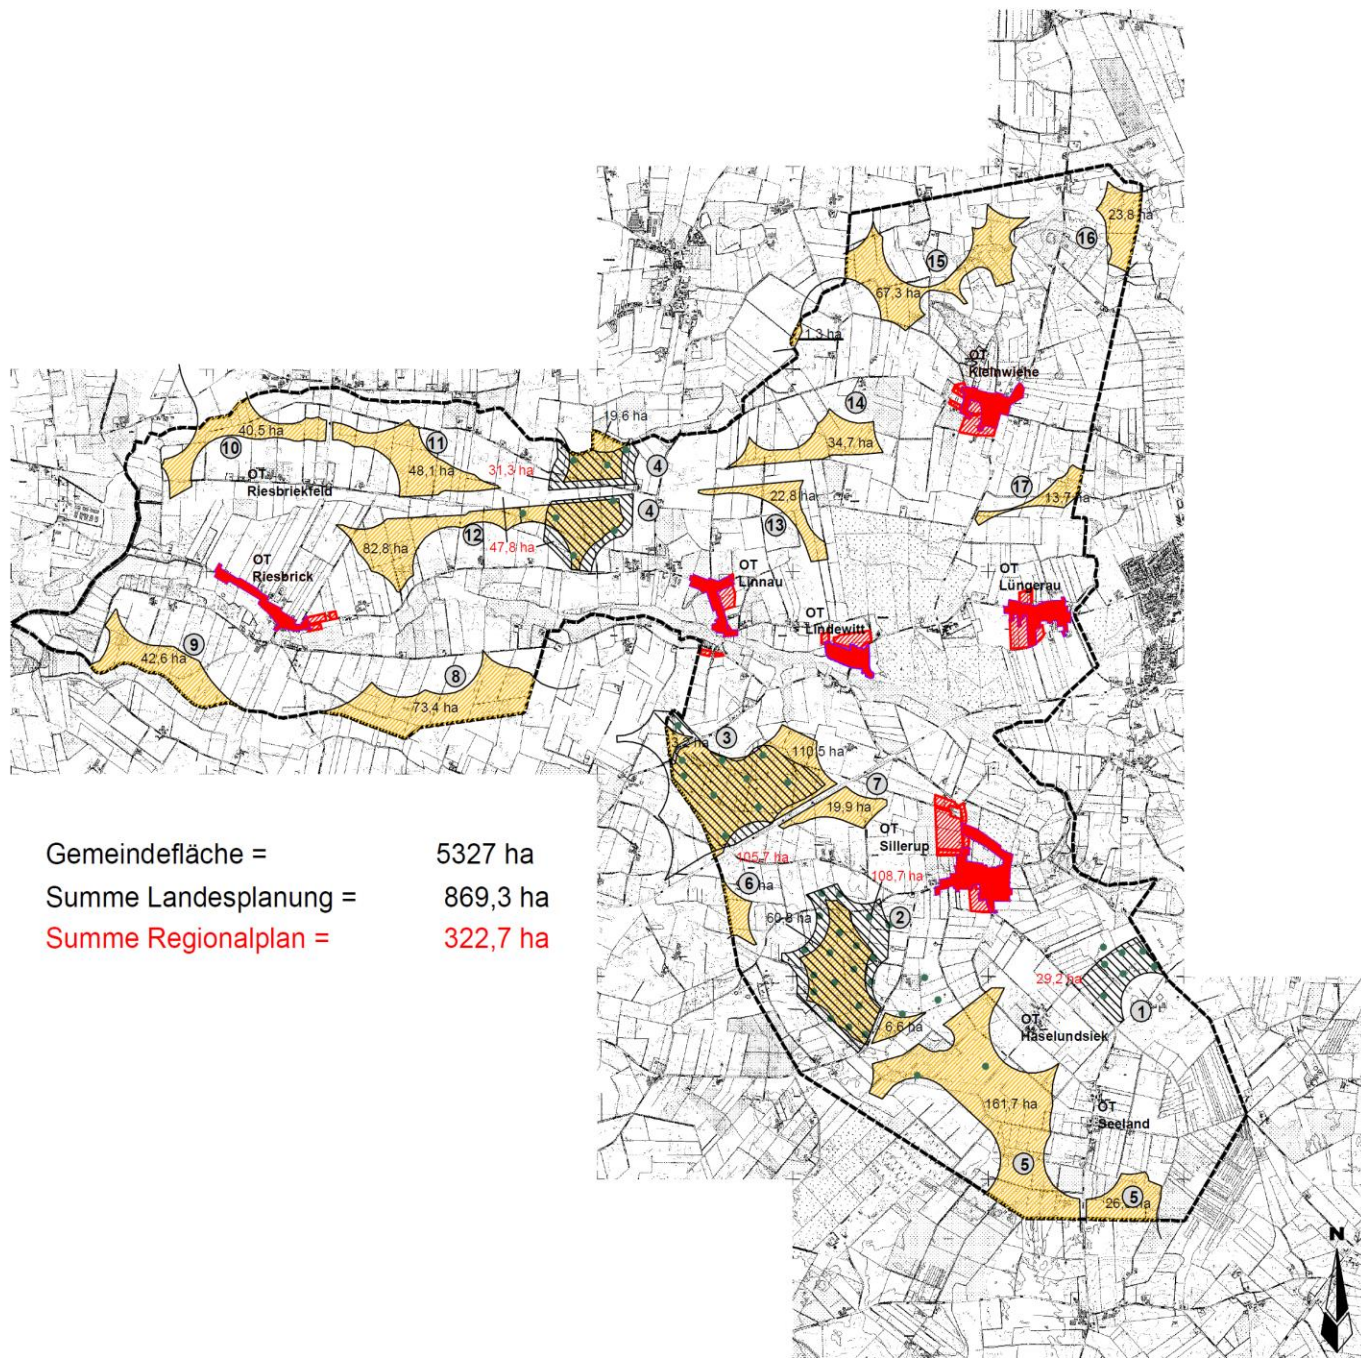 23,8 ha
16
15
67,3 ha
1,3 ha
OT
Kleinwiehe
14
34,7 ha
19,6 ha
40,5 ha
10
11
48,1 ha
31,3 ha
4
OT
Riesbriekfeld
17
13,7 ha
22,8 ha
13
4
12
82,8 ha
47,8 ha
OT
Riesbrick
OT
Linnau
OT
Lüngerau
OT
Lindewitt
9
42,6 ha
8
73,4 ha
3
110,5 ha
7
19,9 ha
OT
Sillerup
105,7 ha
108,7 ha
6
ha
2
Gemeindefläche = 5327 ha
Summe Landesplanung = 869,3 ha
Summe Regionalplan = 322,7 ha
29,2 ha
1
6,6 ha
OT
Haselundsiek
161,7 ha
OT
Seeland
5
5
N